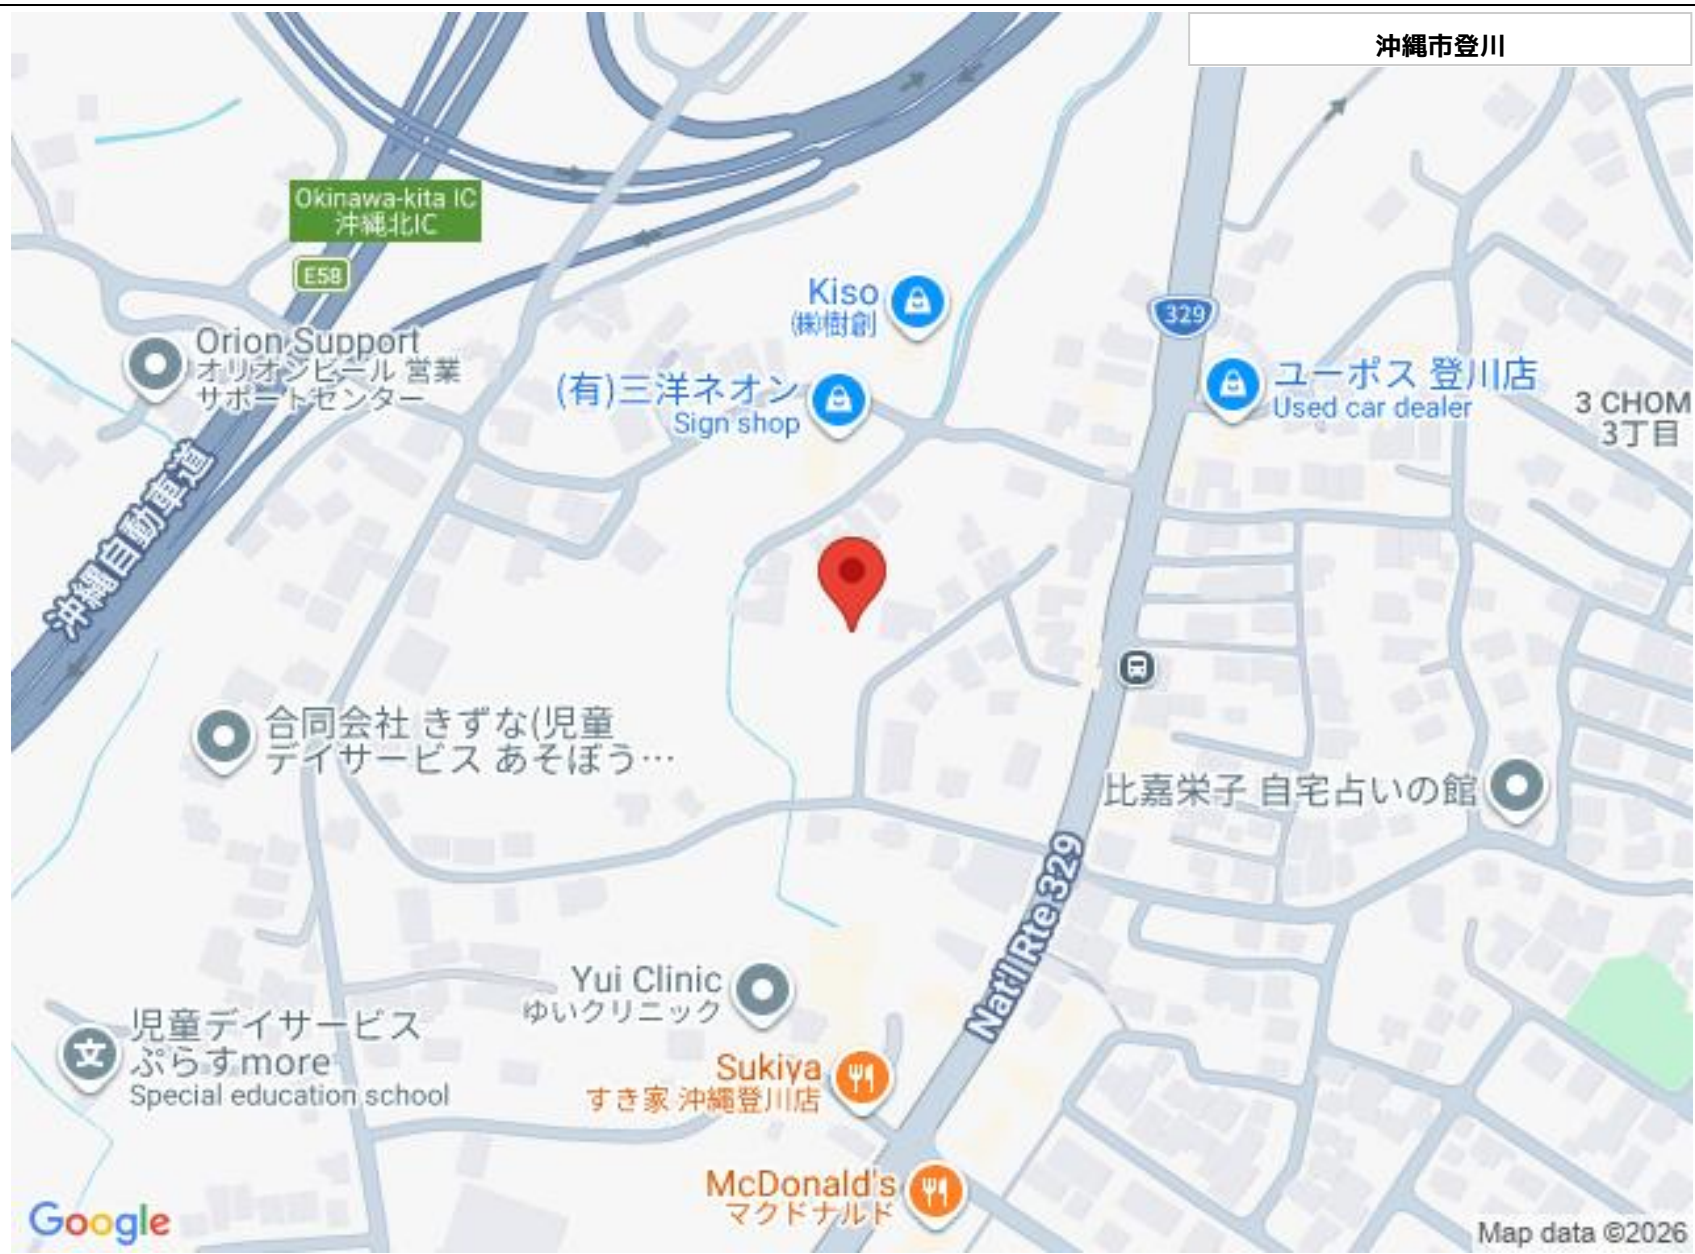 沖縄市登川
Okinawa-kita IC
沖縄北IC
E58
Kiso
㈱樹創
329
Orion Support
オリオンビール 営業
サポートセンター
(有)三洋ネオン
Sign shop
ユーポス 登川店
Used car dealer
3 CHOM
3丁目
沖縄自動車道
合同会社 きずな(児童
デイサービス あそぼう…
比嘉栄子 自宅占いの館
Nat'l Rte 329
Yui Clinic
ゆいクリニック
児童デイサービス
ぷらすmore
Special education school
Sukiya
すき家 沖縄登川店
McDonald's
マクドナルド
Google
Map data ©2026